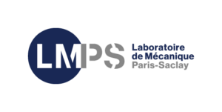 LMPS
Laboratoire
de Mécanique
Paris-Saclay